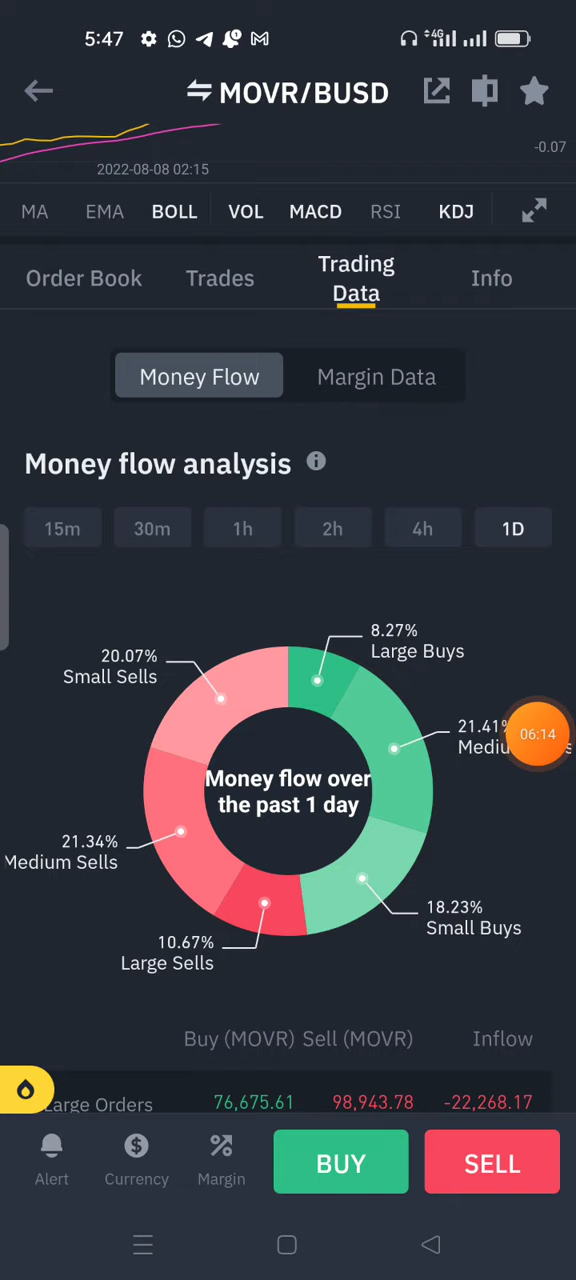 5:47
4G
MOVR/BUSD
-0.07
2022-08-08 02:15
MA EMA BOLL VOL MACD RSI KDJ
Order Book Trades Trading Data Info
Money Flow Margin Data
Money flow analysis
15m 30m 1h 2h 4h 1D
8.27%
Large Buys
20.07%
Small Sells
21.41%
06:14
Money flow over
the past 1 day
21.34%
Medium Sells
18.23%
Small Buys
10.67%
Large Sells
Buy (MOVR) Sell (MOVR) Inflow
Large Orders 76,675.61 98,943.78 -22,268.17
Alert Currency Margin BUY SELL